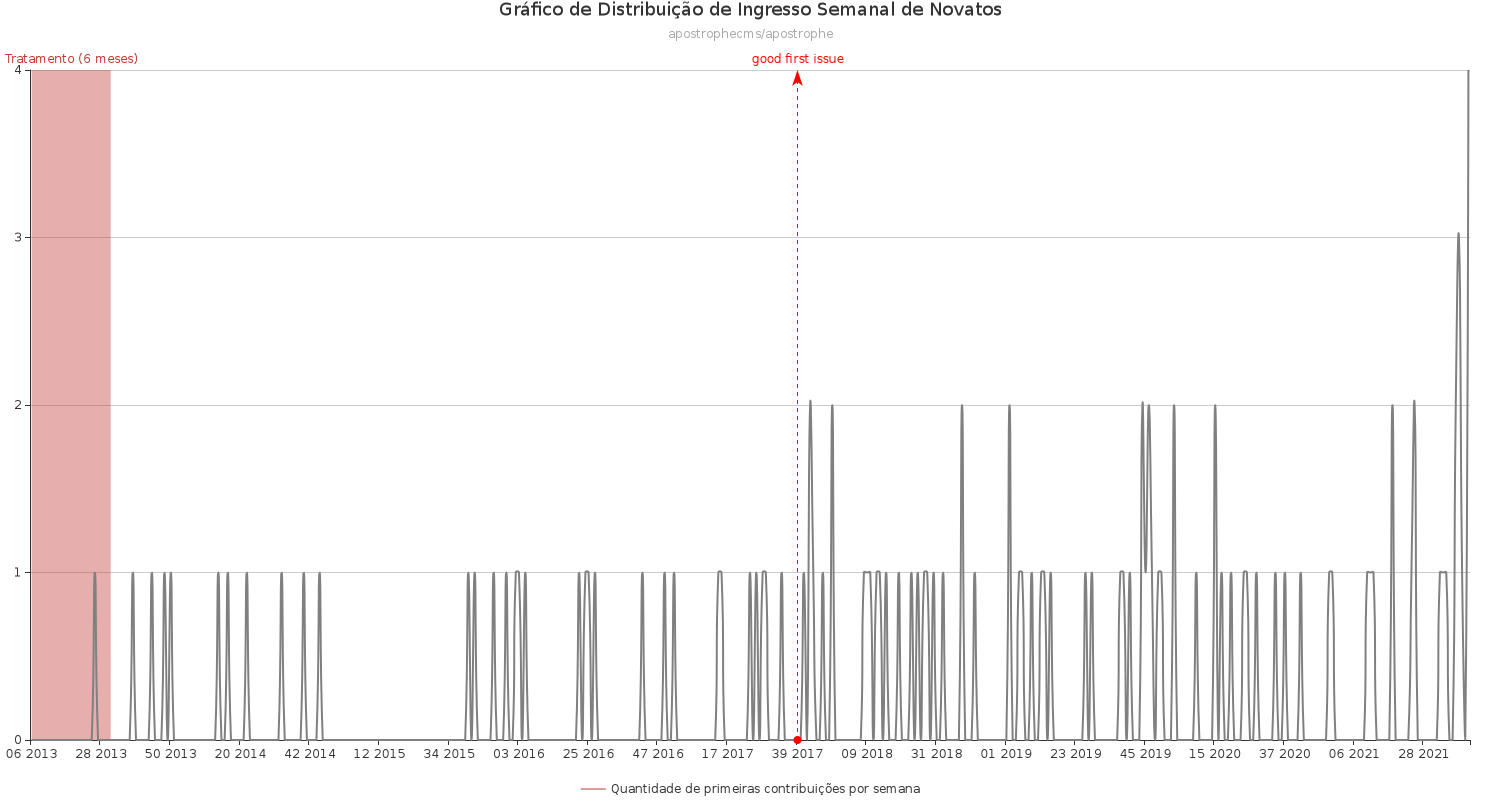 Gráfico de Distribuição de Ingresso Semanal de Novatos
apostrophecms/apostrophe
Tratamento (6 meses)
good first issue
4
3
2
1
0
06 2013 28 2013 50 2013 20 2014 42 2014 12 2015 34 2015 03 2016 25 2016 47 2016 17 2017 39 2017 09 2018 31 2018 01 2019 23 2019 45 2019 15 2020 37 2020 06 2021 28 2021
Quantidade de primeiras contribuições por semana